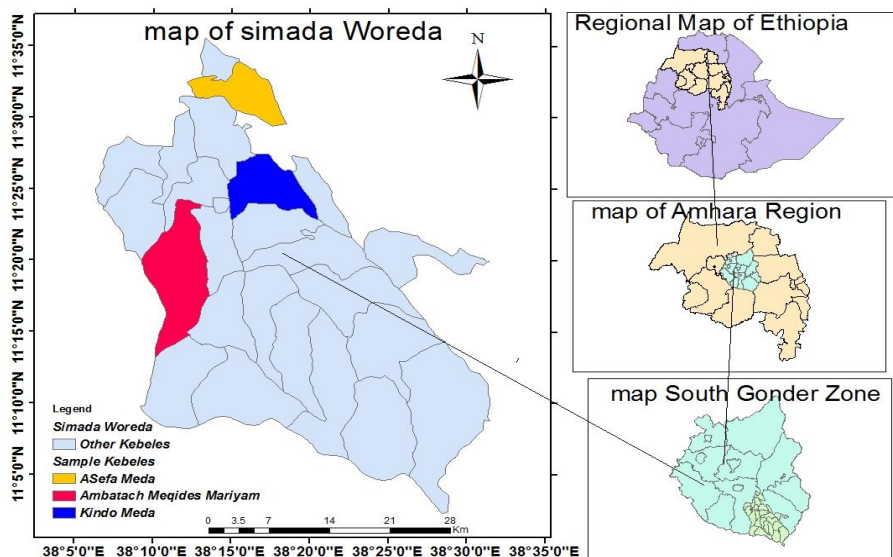 map of simada Woreda
N
11°35'0"N
11°30'0"N
11°25'0"N
11°20'0"N
11°15'0"N
11°10'0"N
11°5'0"N
Legend
Simada Woreda
Other Kebeles
Sample Kebeles
ASefa Meda
Ambatach Meqides Mariyam
Kindo Meda
0 3.5 7 14 21 28
Km
38°5'0"E 38°10'0"E 38°15'0"E 38°20'0"E 38°25'0"E 38°30'0"E 38°35'0"E
Regional Map of Ethiopia
map of Amhara Region
map South Gonder Zone